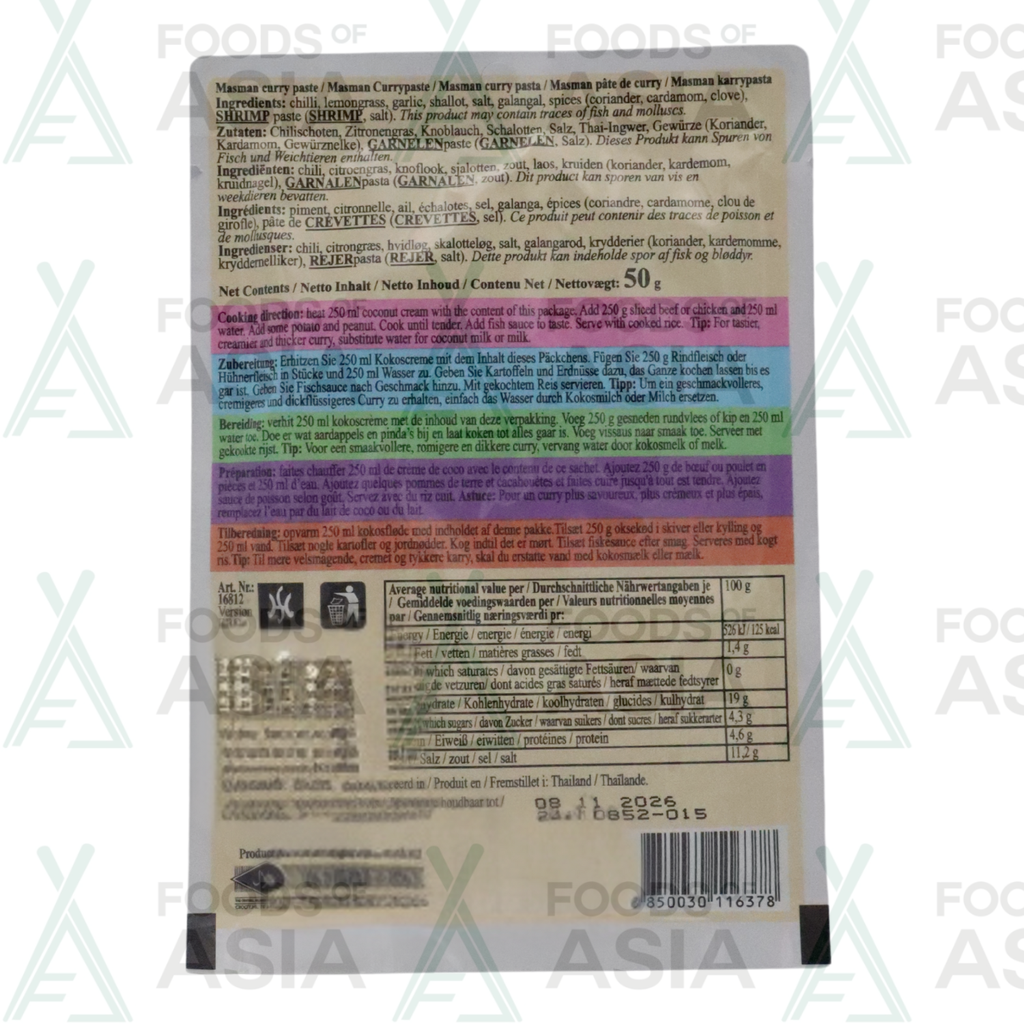 Masman curry paste / Masman Currypaste / Masman curry pasta / Masman pâte de curry / Masman karrypasta
Ingredients: chilli, lemongrass, garlic, shallot, salt, galangal, spices (coriander, cardamom, clove),
SHRIMP paste (SHRIMP, salt). This product may contain traces of fish and molluscs.
Zutaten: Chilischoten, Zitronengras, Knoblauch, Schalotten, Salz, Thai-Ingwer, Gewürze (Koriander,
Kardamom, Gewürznelke), GARNELENpaste (GARNELEN, Salz). Dieses Produkt kann Spuren von
Fisch und Weichtieren enthalten.
Ingrediënten: chili, citroengras, knoflook, sjalotten, zout, laos, kruiden (koriander, kardemom,
kruidnagel), GARNALENpasta (GARNALEN, zout). Dit product kan sporen van vis en
weekdieren bevatten.
Ingrédients: piment, citronnelle, ail, échalotes, sel, galanga, épices (coriandre, cardamome, clou de
girofle), pâte de CREVETTES (CREVETTES, sel). Ce produit peut contenir des traces de poisson et
de mollusques.
Ingredienser: chili, citrongræs, hvidløg, skalotteløg, salt, galangarod, krydderier (koriander, kardemomme,
kryddernelliker), REJERpasta (REJER, salt). Dette produkt kan indeholde spor af fisk og bløddyr.
Net Contents / Netto Inhalt / Netto Inhoud / Contenu Net / Nettovægt: 50 g
Cooking direction: heat 250 ml coconut cream with the content of this package. Add 250 g sliced beef or chicken and 250 ml
water. Add some potato and peanut. Cook until tender. Add fish sauce to taste. Serve with cooked rice. Tip: For tastier,
creamier and thicker curry, substitute water for coconut milk or milk.
Zubereitung: Erhitzen Sie 250 ml Kokoscreme mit dem Inhalt dieses Päckchens. Fügen Sie 250 g Rindfleisch oder
Hühnerfleisch in Stücke und 250 ml Wasser zu. Geben Sie Kartoffeln und Erdnüsse dazu, das Ganze kochen lassen bis es
gar ist. Geben Sie Fischsauce nach Geschmack hinzu. Mit gekochtem Reis servieren. Tipp: Um ein geschmackvolleres,
cremigeres und dickflüssigeres Curry zu erhalten, einfach das Wasser durch Kokosmilch oder Milch ersetzen.
Bereiding: verhit 250 ml kokoscrème met de inhoud van deze verpakking. Voeg 250 g gesneden rundvlees of kip en 250 ml
water toe. Doe er wat aardappels en pinda's bij en laat koken tot alles gaar is. Voeg vissaus naar smaak toe. Serveer met
gekookte rijst. Tip: Voor een smaakvollere, romigere en dikkere curry, vervang water door kokosmelk of melk.
Préparation: faites chauffer 250 ml de crème de coco avec le contenu de ce sachet. Ajoutez 250 g de bœuf ou poulet en
pièces et 250 ml d'eau. Ajoutez quelques pommes de terre et cacahouètes et faites cuire jusqu'à tout est tendre. Ajoutez
sauce de poisson selon goût. Servez avec du riz cuit. Astuce: Pour un curry plus savoureux, plus crémeux et plus épais,
remplacez l'eau par du lait de coco ou du lait.
Tilberedning: opvarm 250 ml kokosfløde med indholdet af denne pakke. Tilsæt 250 g oksekød i skiver eller kylling og
250 ml vand. Tilsæt nogle kartofler og jordnødder. Kog indtil det er mørt. Tilsæt fiskesauce efter smag. Serveres med kogt
ris. Tip: Til mere velsmagende, cremet og tykkere karry, skal du erstatte vand med kokosmælk eller mælk.
Art. Nr.:
16812
Version
Average nutritional value per / Durchschnittliche Nährwertangaben je 100 g
/ Gemiddelde voedingswaarden per / Valeurs nutritionnelles moyennes
par / Gennemsnitlig næringsværdi pr:
/ Energie / energie / énergie / energi 526 kJ / 125 kcal
Fett / vetten / matières grasses / fedt 1,4 g
which saturates / davon gesättigte Fettsäuren/ waarvan 0 g
de vetzuren/ dont acides gras saturés / heraf mættede fedtsyrer
/ Kohlenhydrate / koolhydraten / glucides / kulhydrat 19 g
which sugars / davon Zucker / waarvan suikers / dont sucres / heraf sukkerarter 4,3 g
/ Eiweiß / eiwitten / protéines / protein 4,6 g
Salz / zout / sel / salt 11,2 g
in / Produit en / Fremstillet i: Thailand / Thaïlande.
08 11 2026
0852-015
8 850030 116378
FOODS OF
ASIA